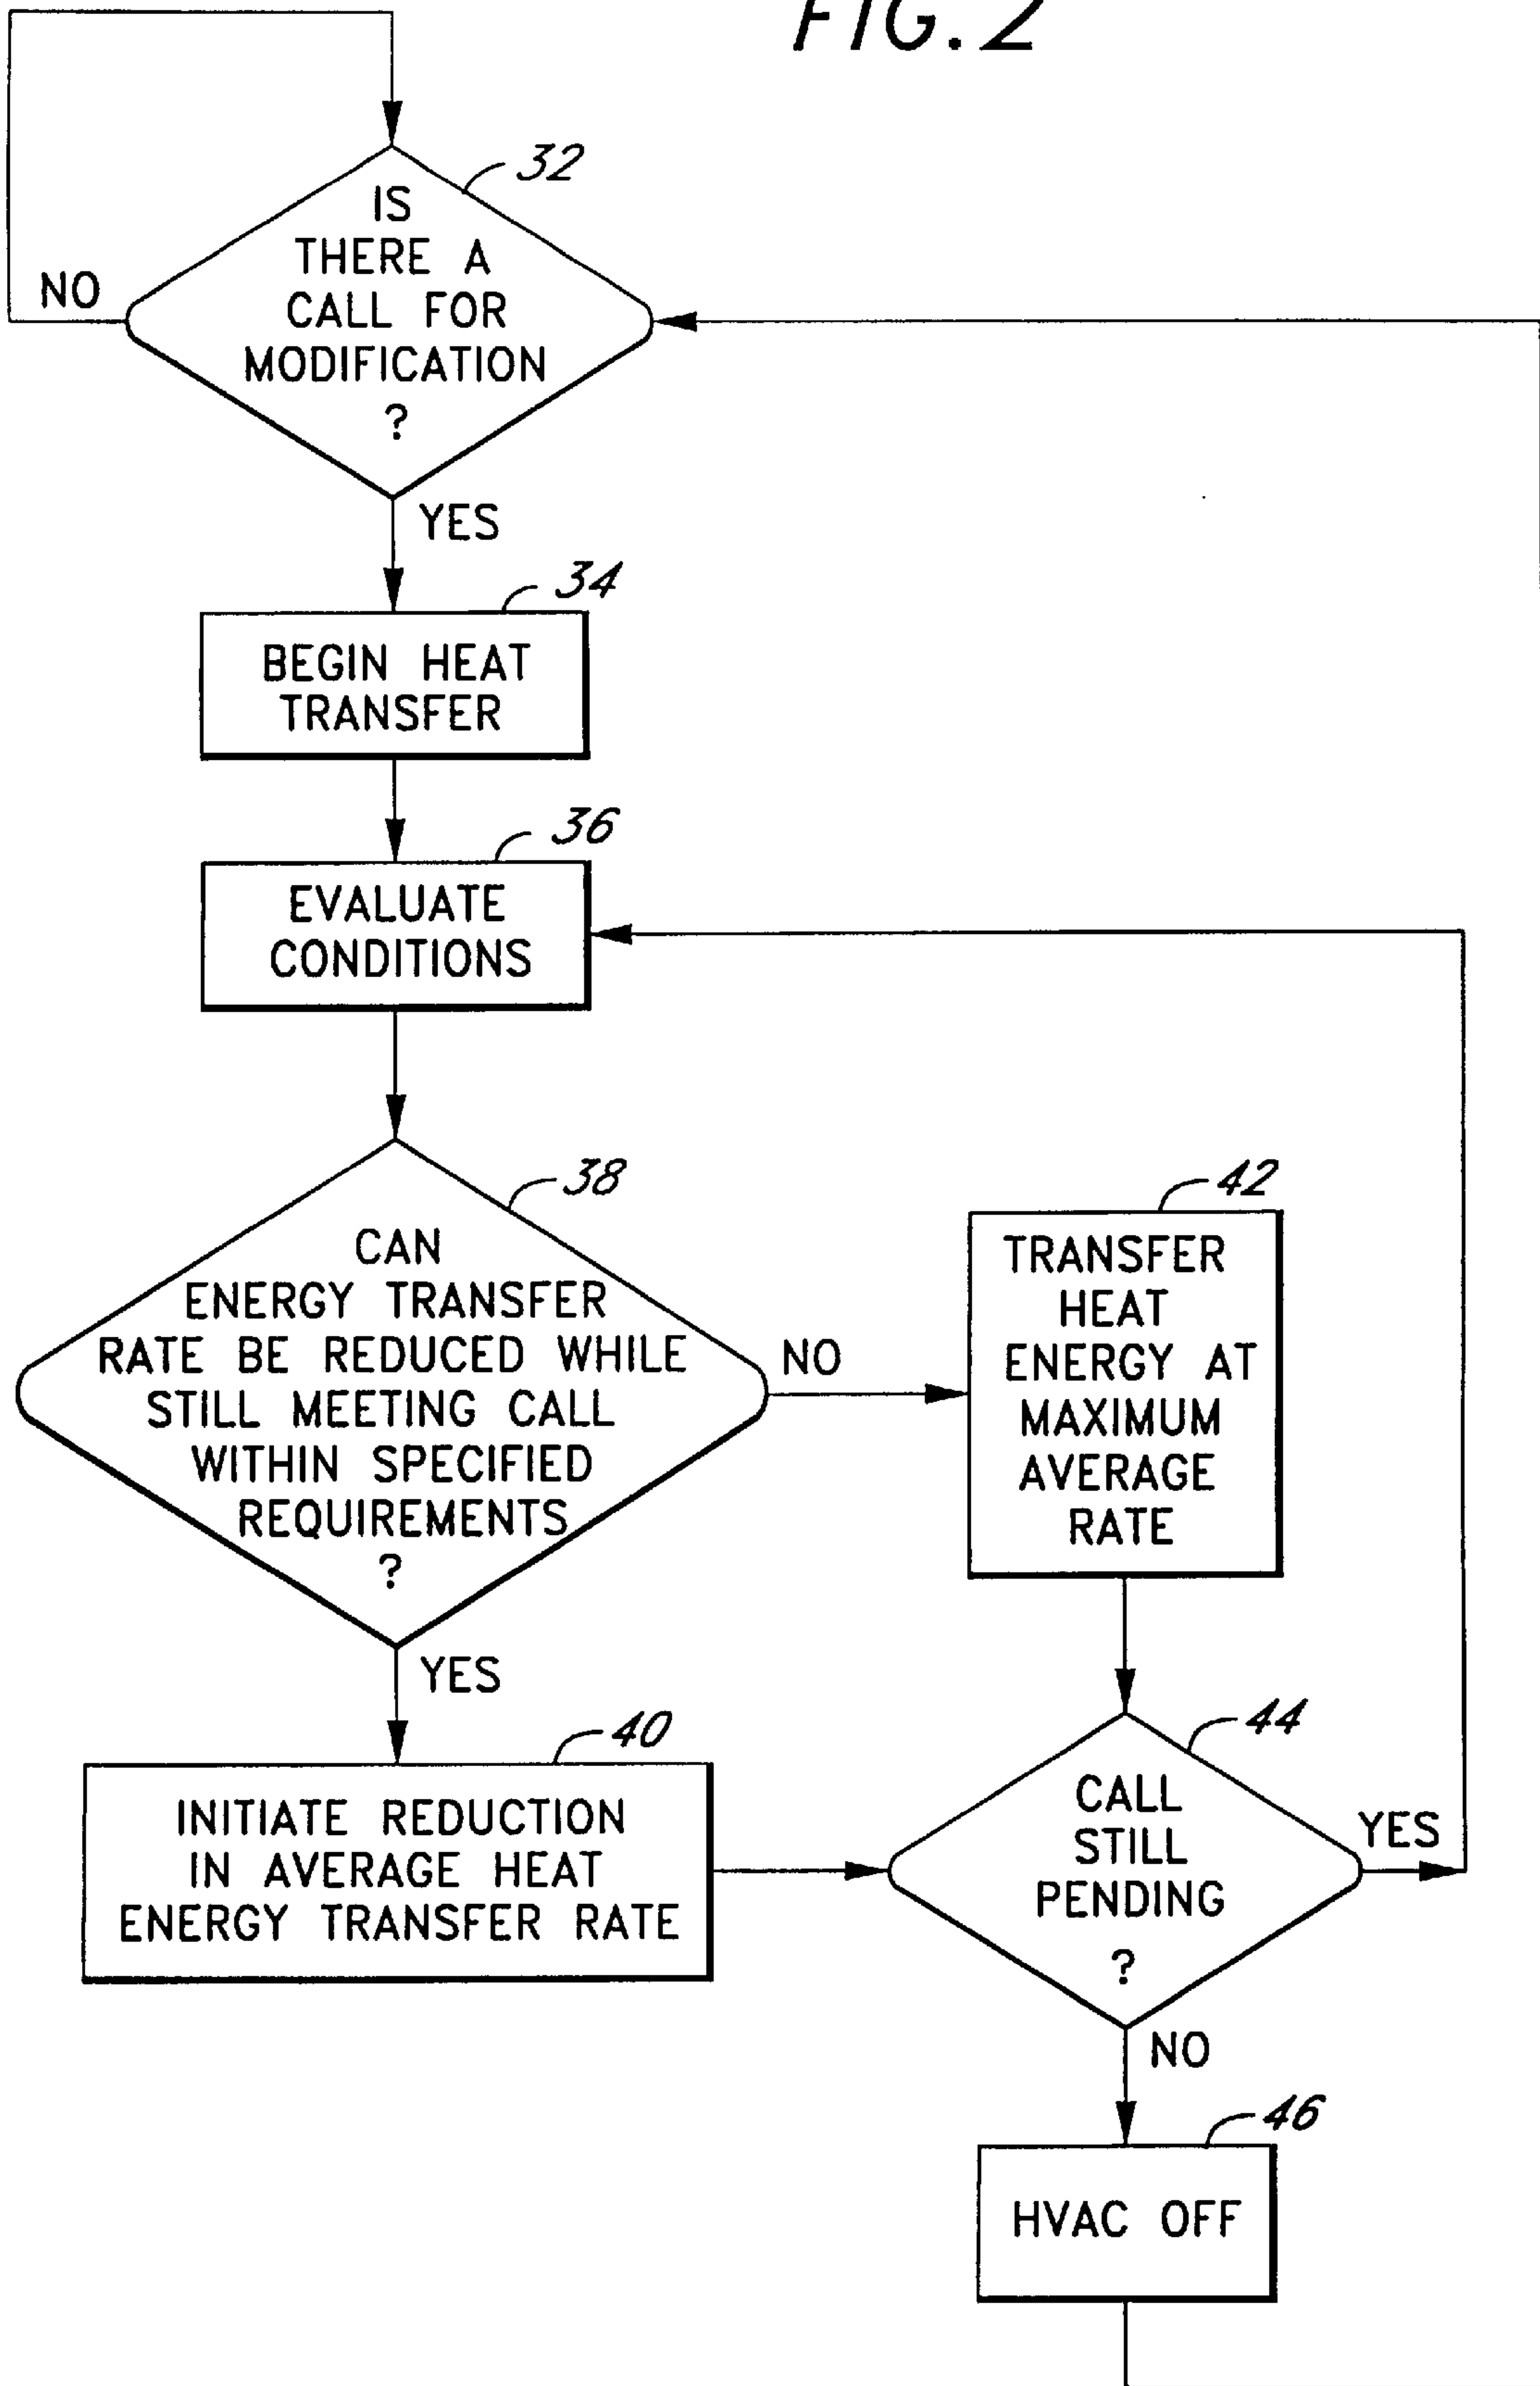 FIG. 2
32
IS
THERE A
CALL FOR
MODIFICATION
?
NO
YES
34
BEGIN HEAT
TRANSFER
36
EVALUATE
CONDITIONS
38
CAN
ENERGY TRANSFER
RATE BE REDUCED WHILE
STILL MEETING CALL
WITHIN SPECIFIED
REQUIREMENTS
?
NO
YES
42
TRANSFER
HEAT
ENERGY AT
MAXIMUM
AVERAGE
RATE
40
INITIATE REDUCTION
IN AVERAGE HEAT
ENERGY TRANSFER RATE
44
CALL
STILL
PENDING
?
YES
NO
46
HVAC OFF